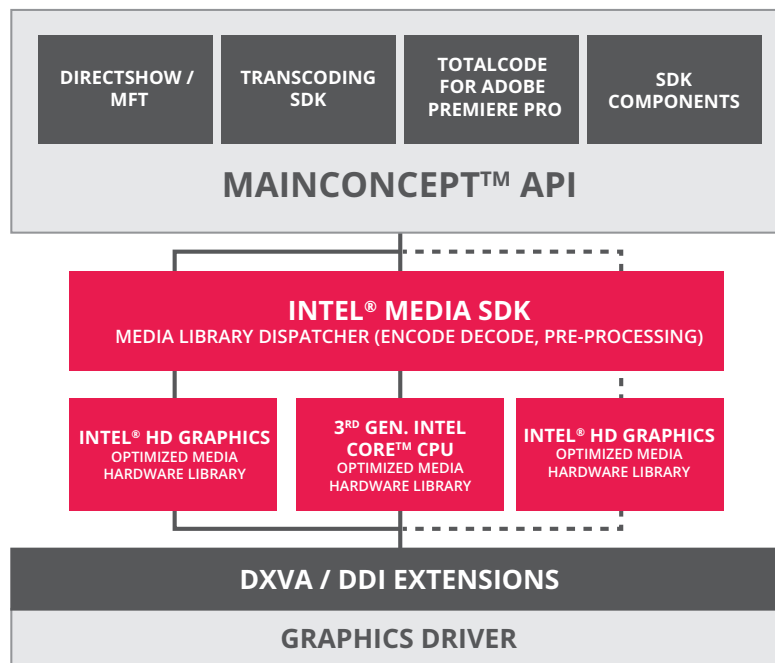 DIRECTSHOW /
MFT
TRANSCODING
SDK
TOTALCODE
FOR ADOBE
PREMIERE PRO
SDK
COMPONENTS
MAINCONCEPT™ API
INTEL® MEDIA SDK
MEDIA LIBRARY DISPATCHER (ENCODE DECODE, PRE-PROCESSING)
INTEL® HD GRAPHICS
OPTIMIZED MEDIA
HARDWARE LIBRARY
3RD GEN. INTEL
CORE™ CPU
OPTIMIZED MEDIA
HARDWARE LIBRARY
INTEL® HD GRAPHICS
OPTIMIZED MEDIA
HARDWARE LIBRARY
DXVA / DDI EXTENSIONS
GRAPHICS DRIVER